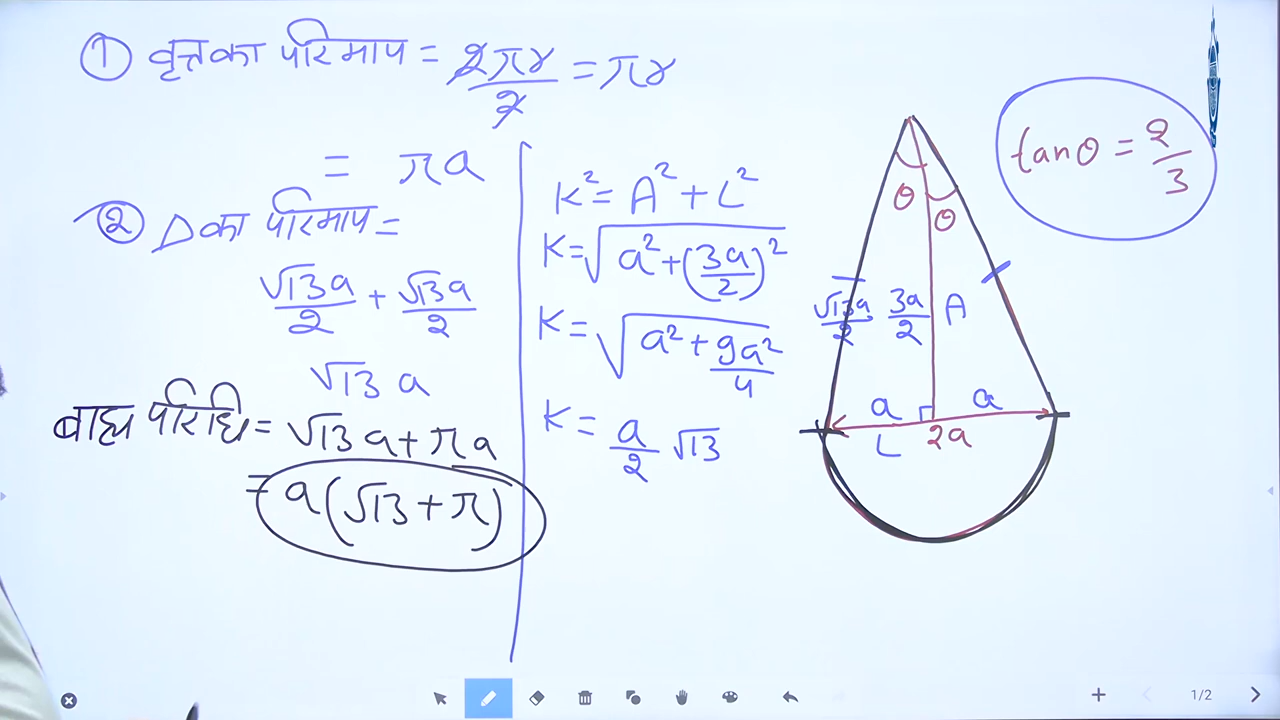 ① वृत्त का परिमाप = 2πr/2 = πr
= πa
② △ का परिमाप =
√13a/2 + √13a/2
√13 a
बाह्य परिधि = √13 a + πa
= a(√13 + π)
K² = A² + L²
K = √(a² + (3a/2)²)
K = √(a² + 9a²/4)
K = a/2 √13
tanθ = 2/3
θ θ
√13a/2 3a/2 A
a a
L 2a
1/2